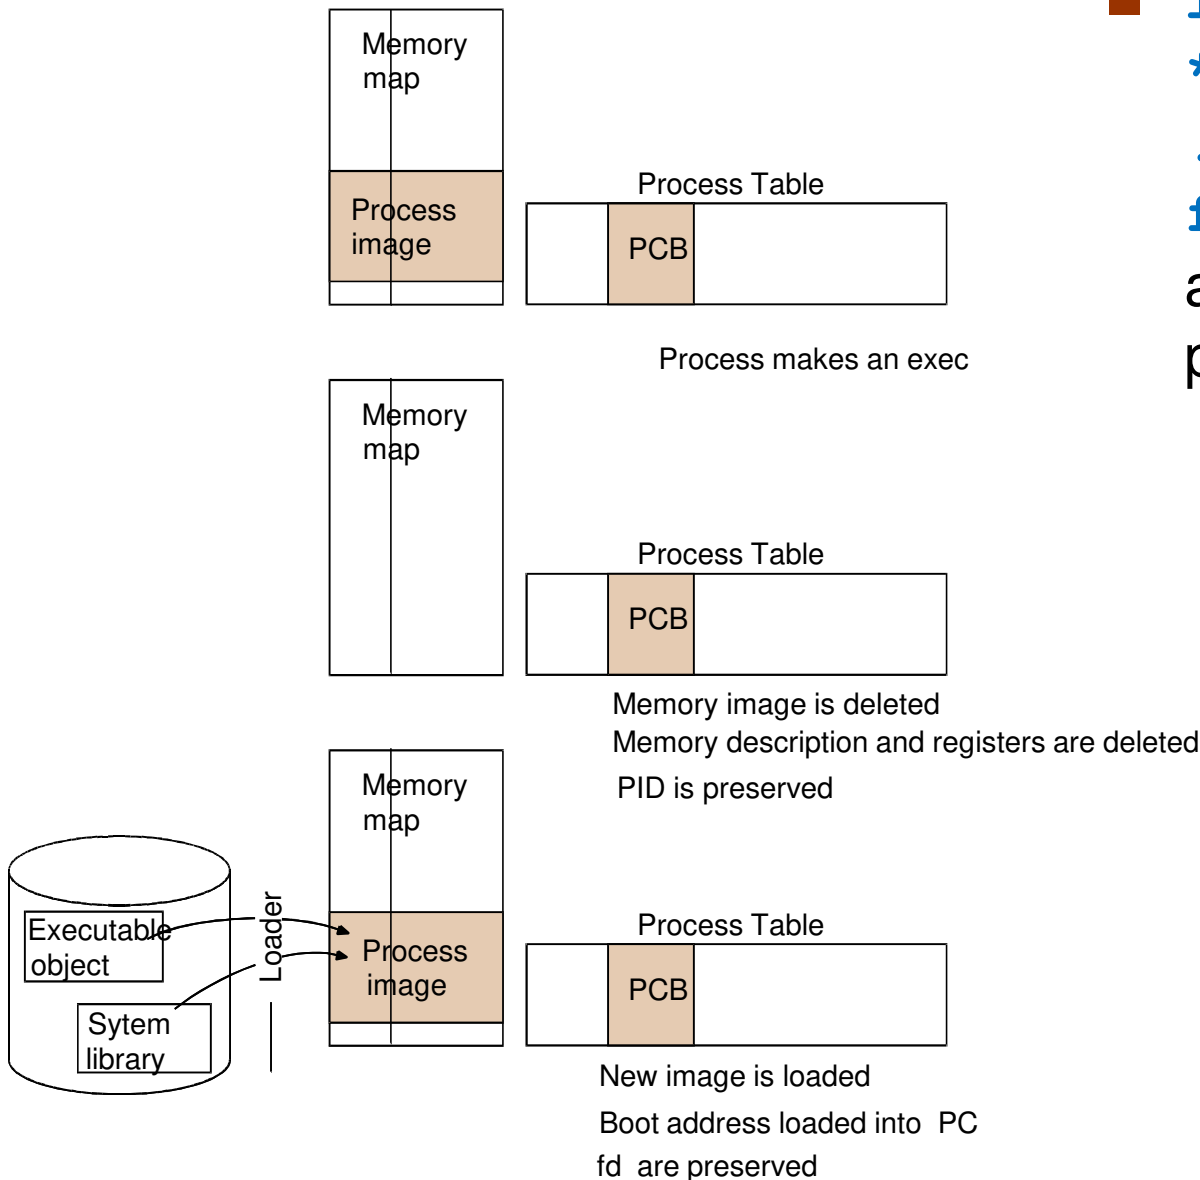 Memory
map
Process
image
Process Table
PCB
Process makes an exec
Memory
map
Process Table
PCB
Memory image is deleted
Memory description and registers are deleted
PID is preserved
Memory
map
Executable
object
Sytem
library
Loader
Process
image
Process Table
PCB
New image is loaded
Boot address loaded into PC
fd are preserved